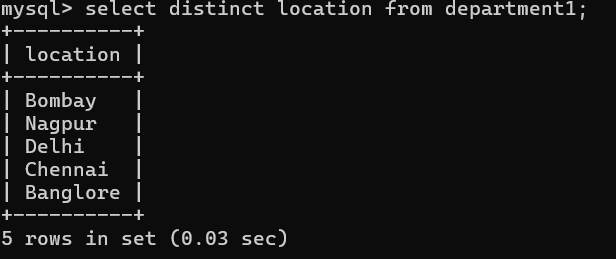 mysql> select distinct location from department1;
+----------+
| location |
+----------+
| Bombay   |
| Nagpur   |
| Delhi    |
| Chennai  |
| Banglore |
+----------+
5 rows in set (0.03 sec)